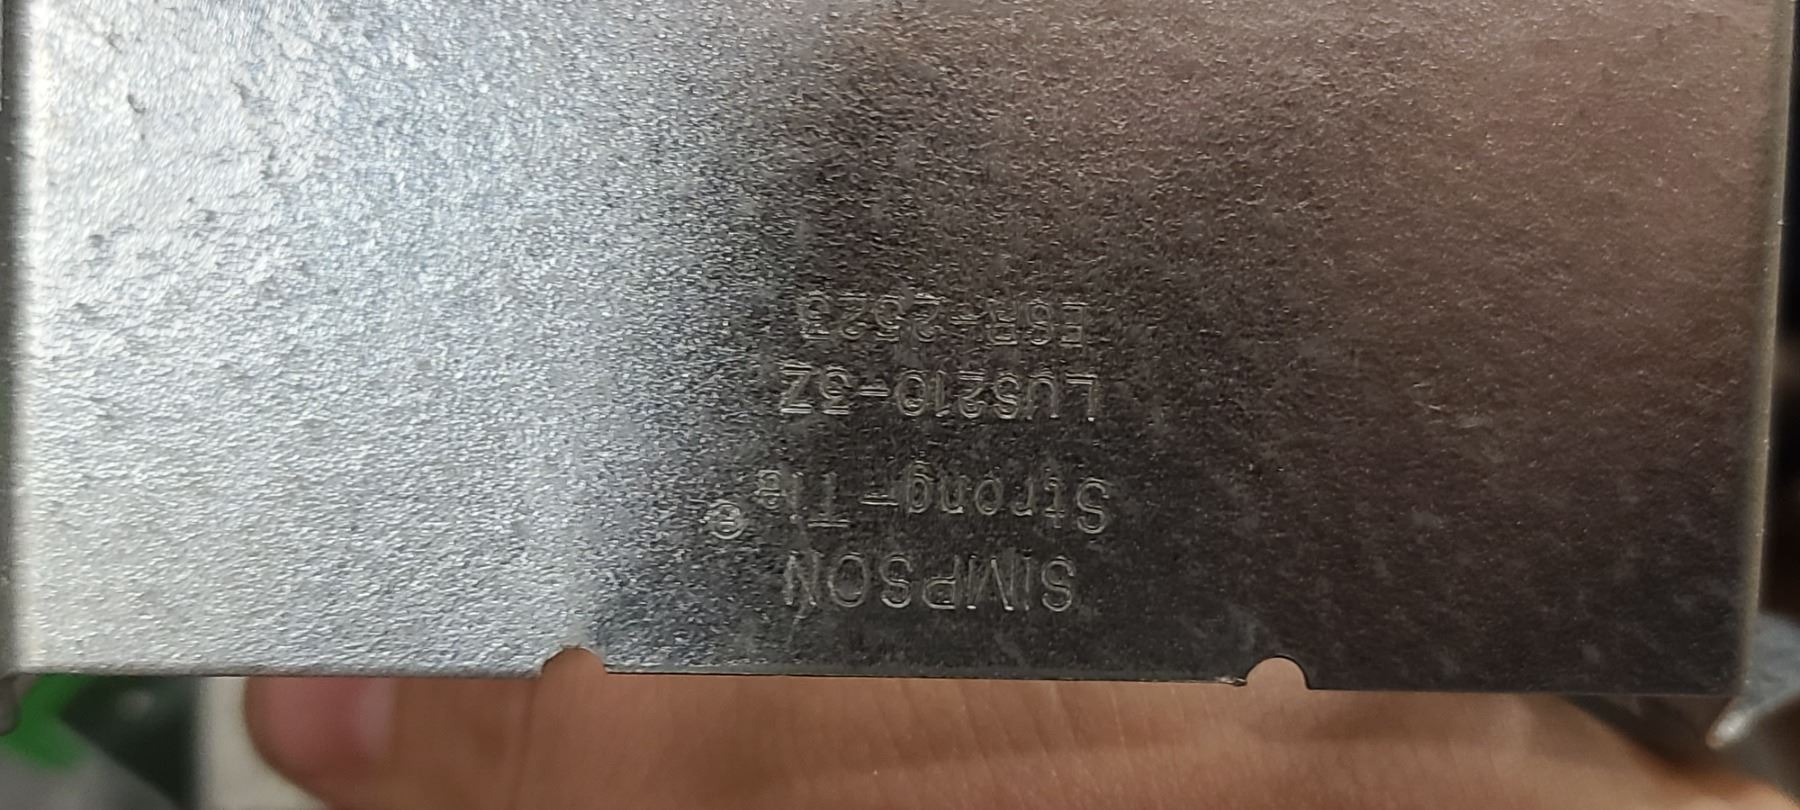 SIMPSON
Strong-Tie®
LUS210-3Z
ESR-2523